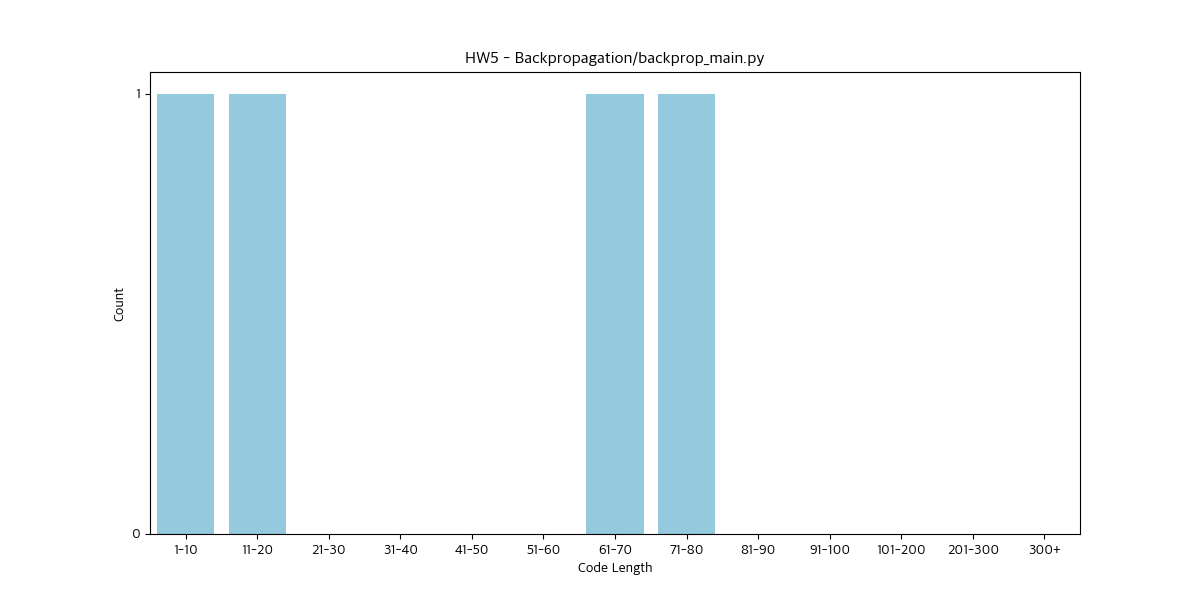 HW5 - Backpropagation/backprop_main.py
1
Count
0
1-10 11-20 21-30 31-40 41-50 51-60 61-70 71-80 81-90 91-100 101-200 201-300 300+
Code Length